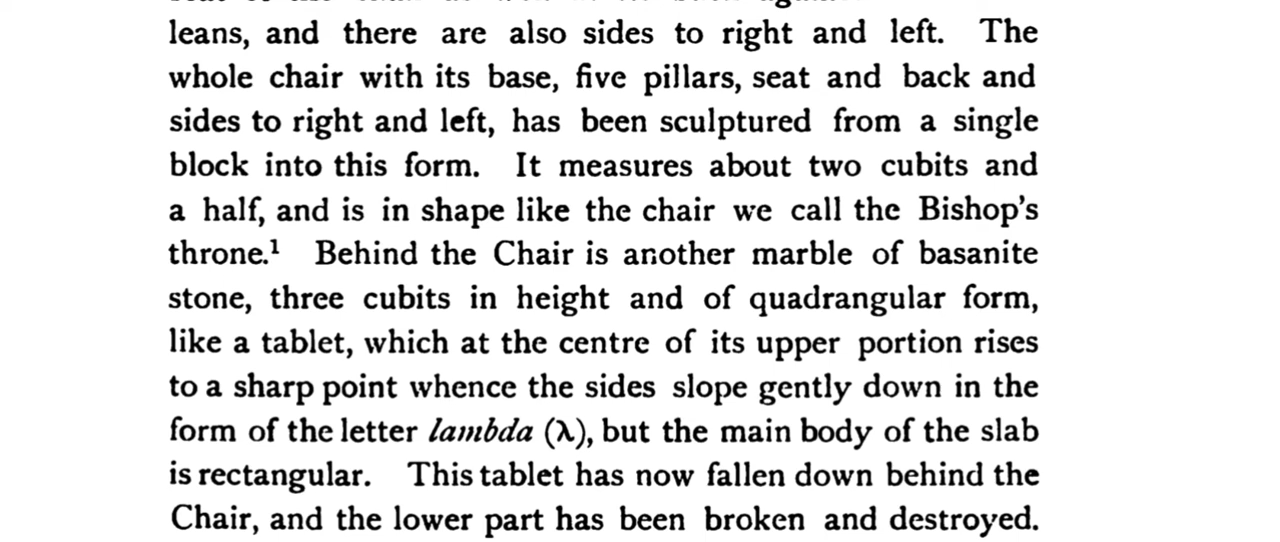 leans, and there are also sides to right and left. The
whole chair with its base, five pillars, seat and back and
sides to right and left, has been sculptured from a single
block into this form. It measures about two cubits and
a half, and is in shape like the chair we call the Bishop's
throne.¹ Behind the Chair is another marble of basanite
stone, three cubits in height and of quadrangular form,
like a tablet, which at the centre of its upper portion rises
to a sharp point whence the sides slope gently down in the
form of the letter lambda (λ), but the main body of the slab
is rectangular. This tablet has now fallen down behind the
Chair, and the lower part has been broken and destroyed.